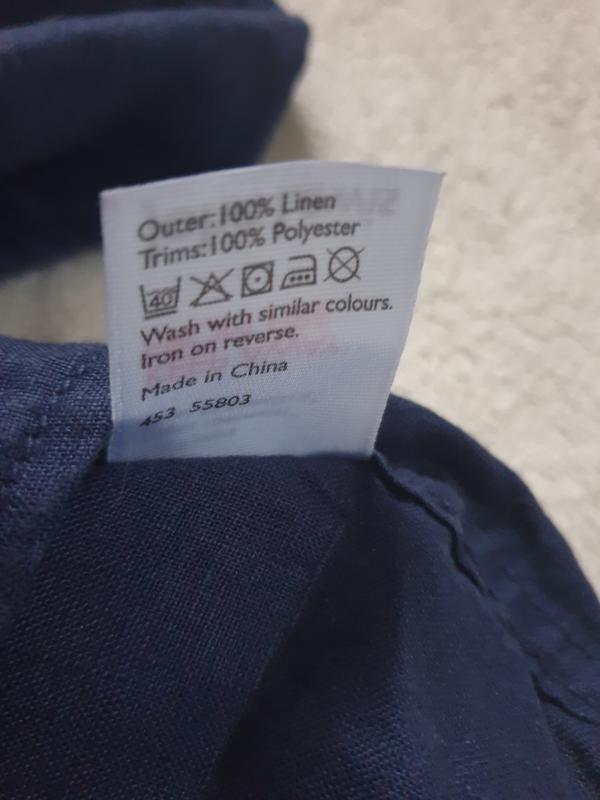 Outer:100% Linen
Trims:100% Polyester
40
Wash with similar colours.
Iron on reverse.
Made in China
453 55803